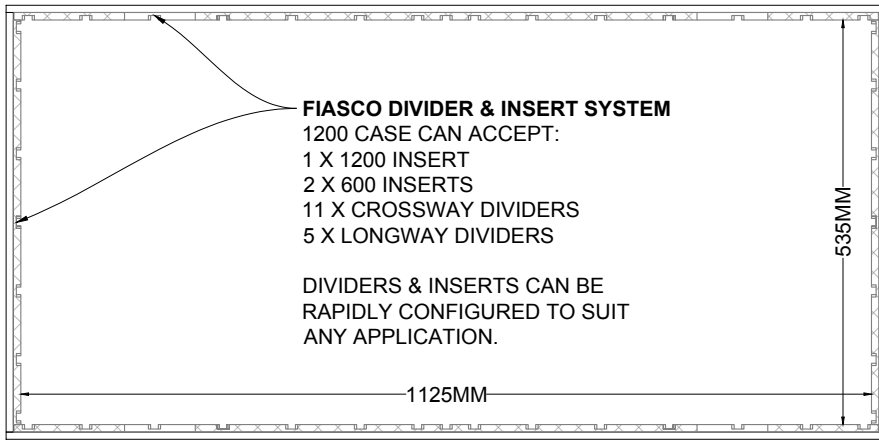 FIASCO DIVIDER & INSERT SYSTEM
1200 CASE CAN ACCEPT:
1 X 1200 INSERT
2 X 600 INSERTS
11 X CROSSWAY DIVIDERS
5 X LONGWAY DIVIDERS
DIVIDERS & INSERTS CAN BE
RAPIDLY CONFIGURED TO SUIT
ANY APPLICATION.
535MM
1125MM